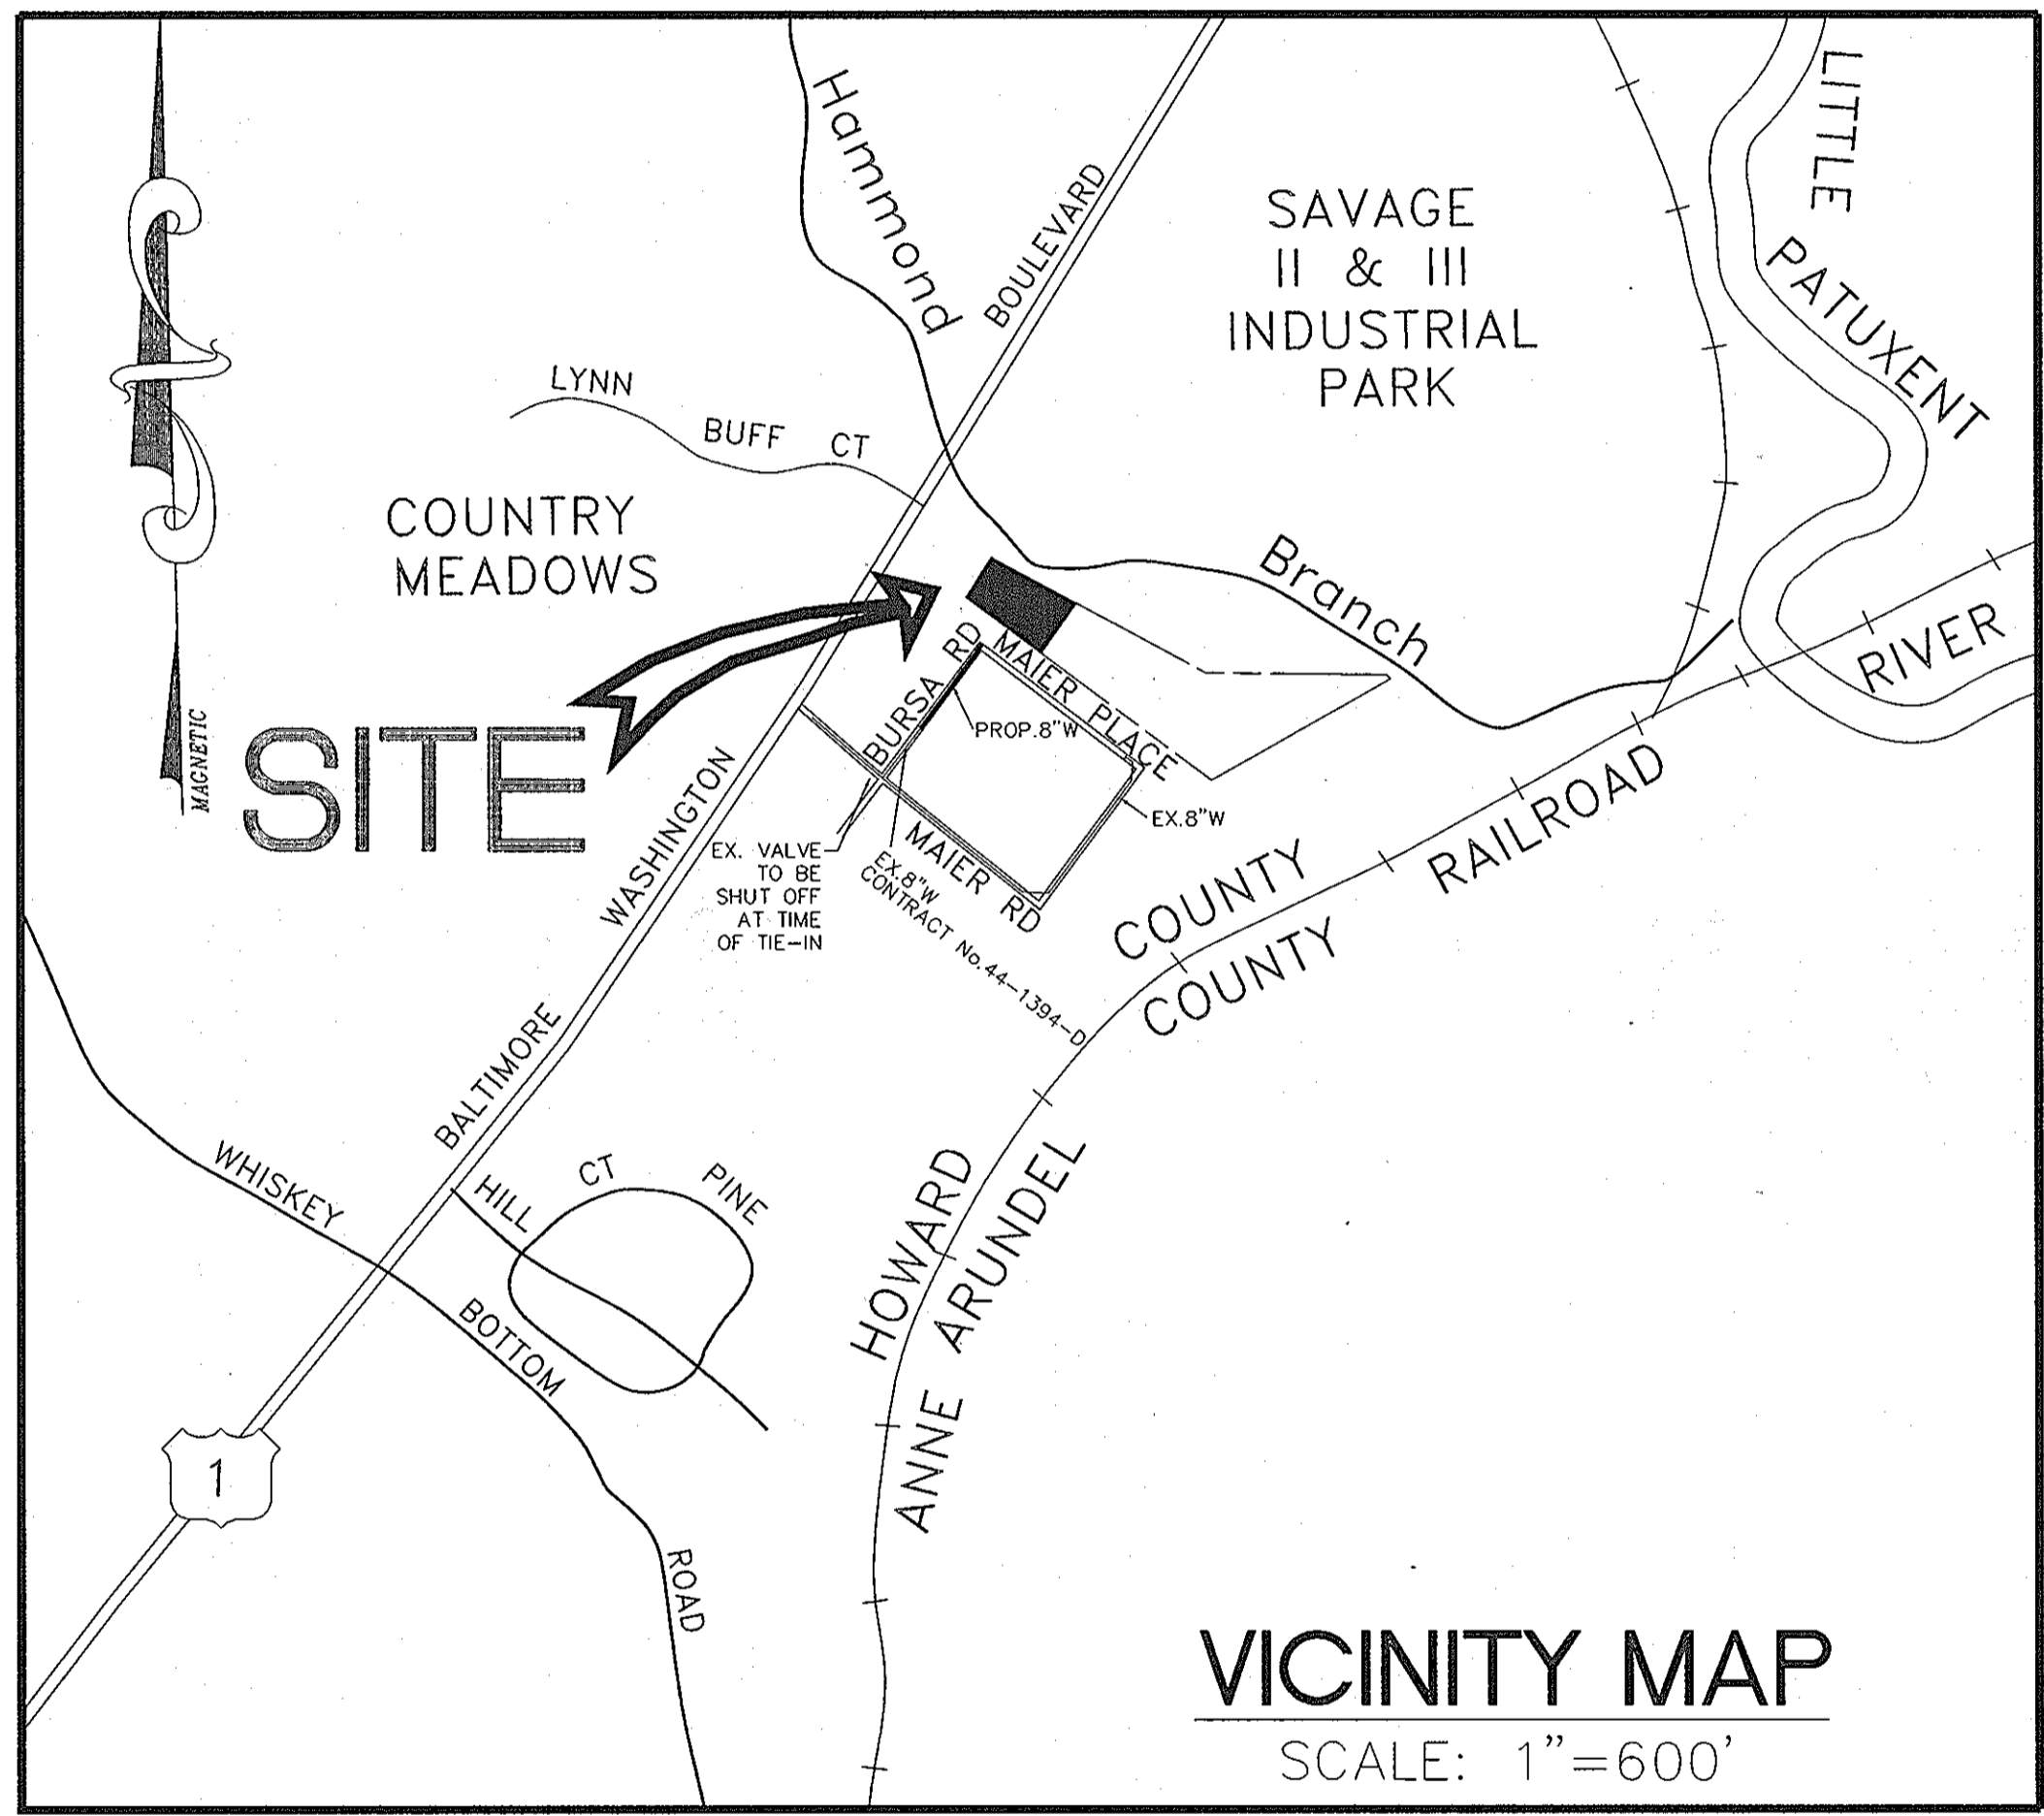 Hammond
BOULEVARD
SAVAGE
II & III
INDUSTRIAL
PARK
LITTLE
PATUXENT
RIVER
LYNN
BUFF CT
COUNTRY
MEADOWS
Branch
SITE
MAGNETIC
BURSA RD
MAIER PLACE
PROP.8"W
EX.8"W
EX. VALVE
TO BE
SHUT OFF
AT TIME
OF TIE-IN
EX.8"W
CONTRACT No.44-1394-D
MAIER RD
WASHINGTON
BALTIMORE
COUNTY
COUNTY
RAILROAD
HOWARD
ANNE ARUNDEL
WHISKEY
BOTTOM
ROAD
HILL
CT
PINE
1
VICINITY MAP
SCALE: 1"=600'